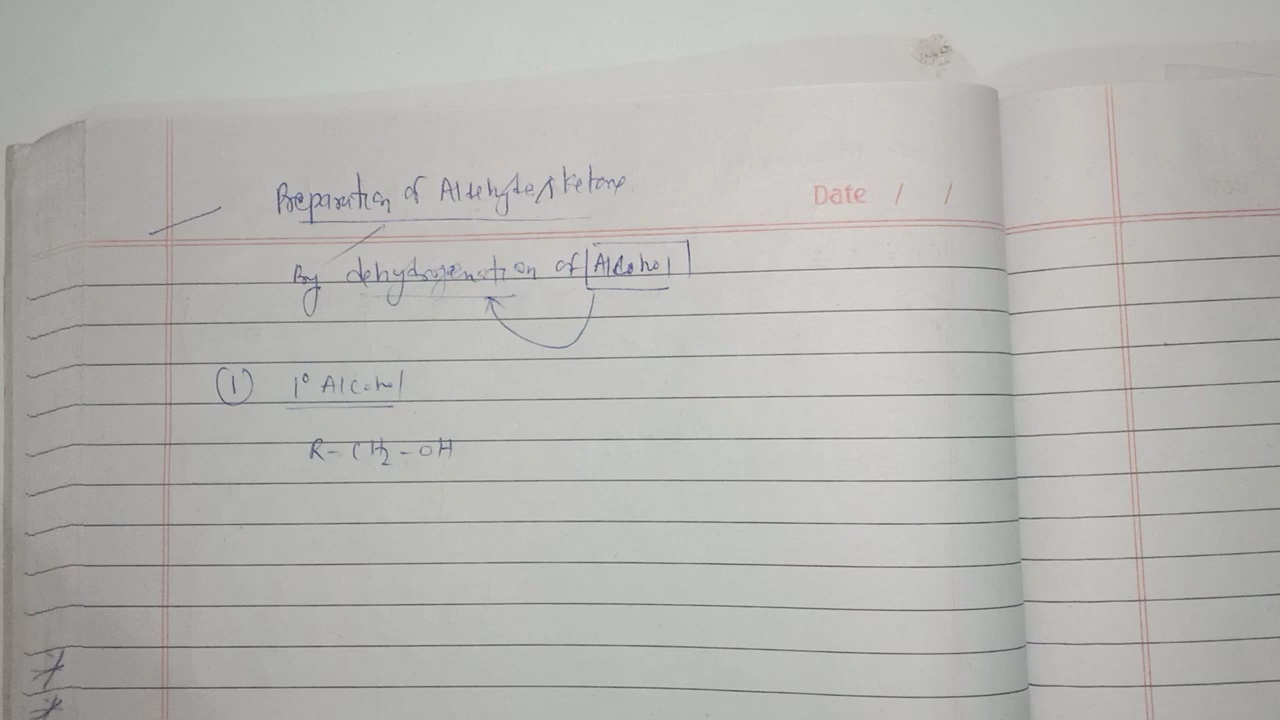 Preparation of Aldehyde/Ketone
Date / /
By dehydrogenation of Alcohol
① 1° Alcohol
R-CH₂-OH